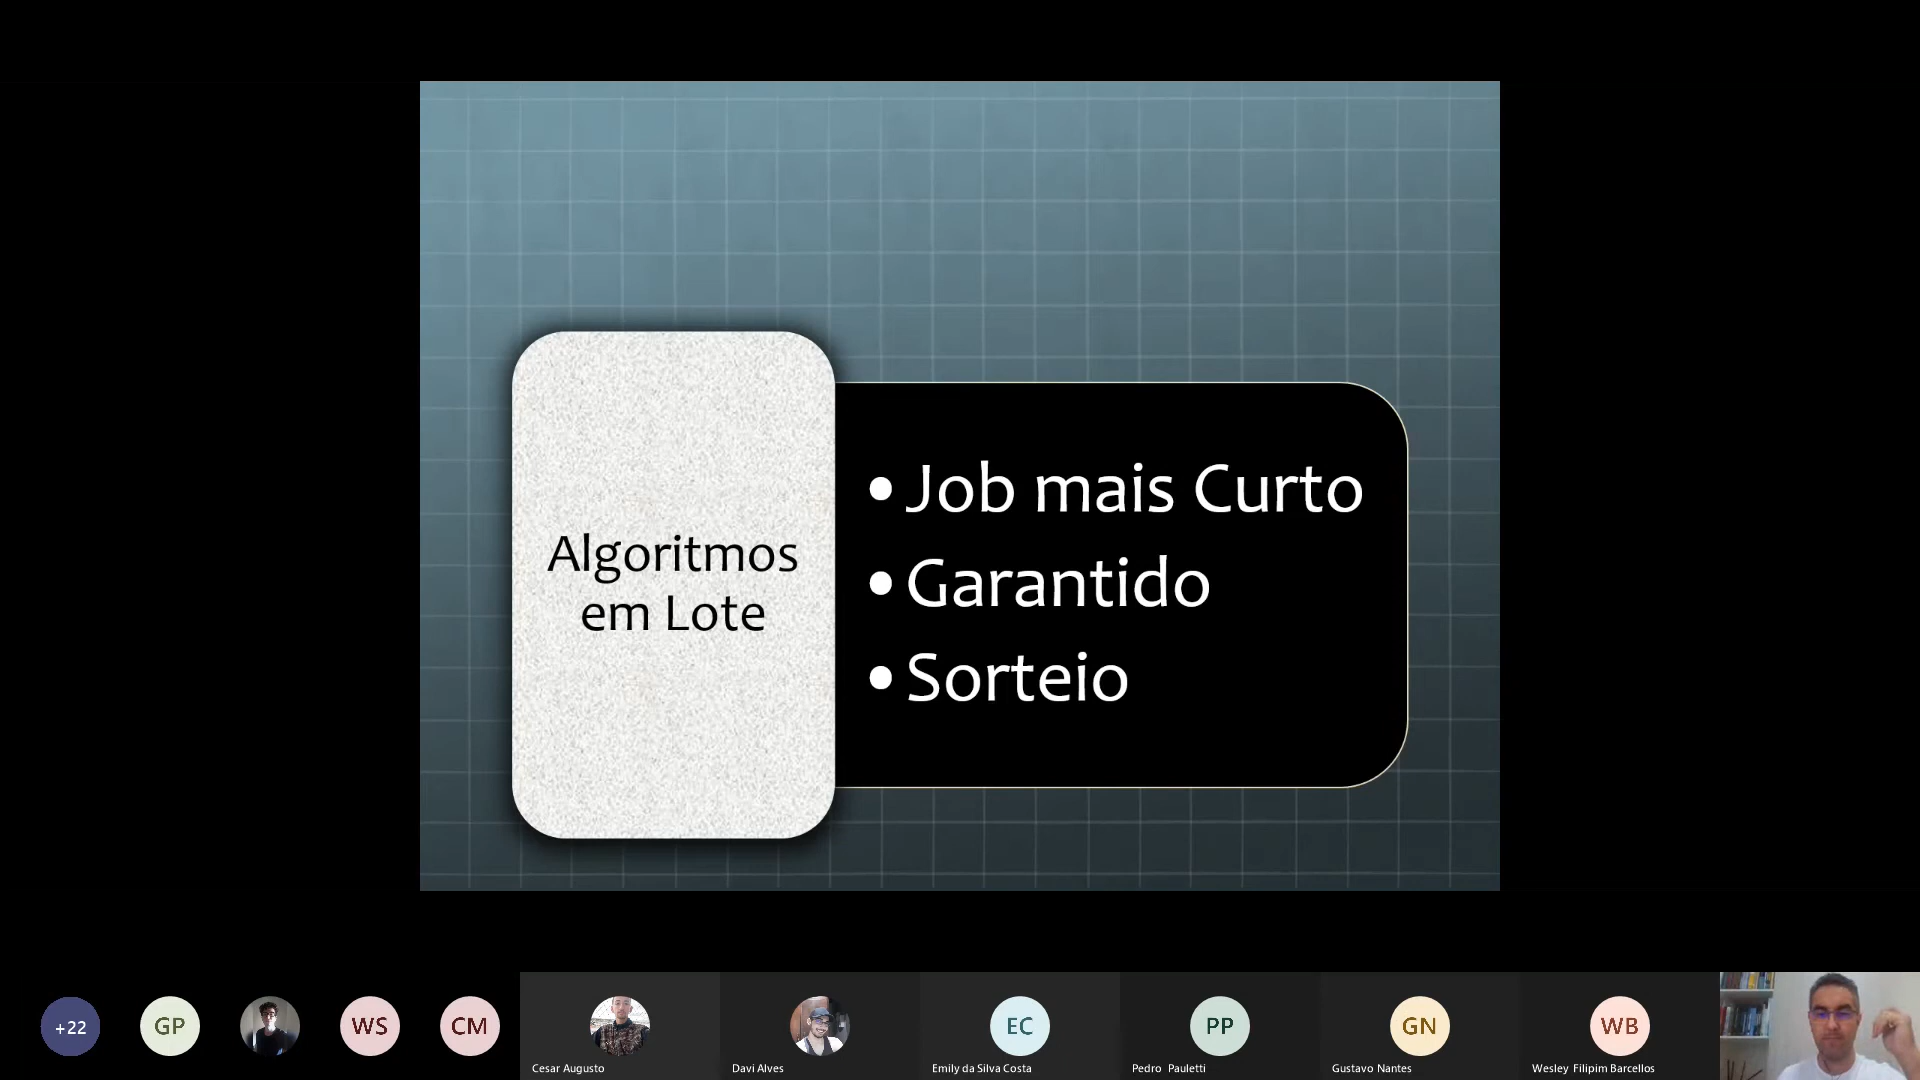 Algoritmos
em Lote
• Job mais Curto
• Garantido
• Sorteio
+22
GP
WS
CM
EC
PP
GN
WB
Cesar Augusto
Davi Alves
Emily da Silva Costa
Pedro Pauletti
Gustavo Nantes
Wesley Filipim Barcellos